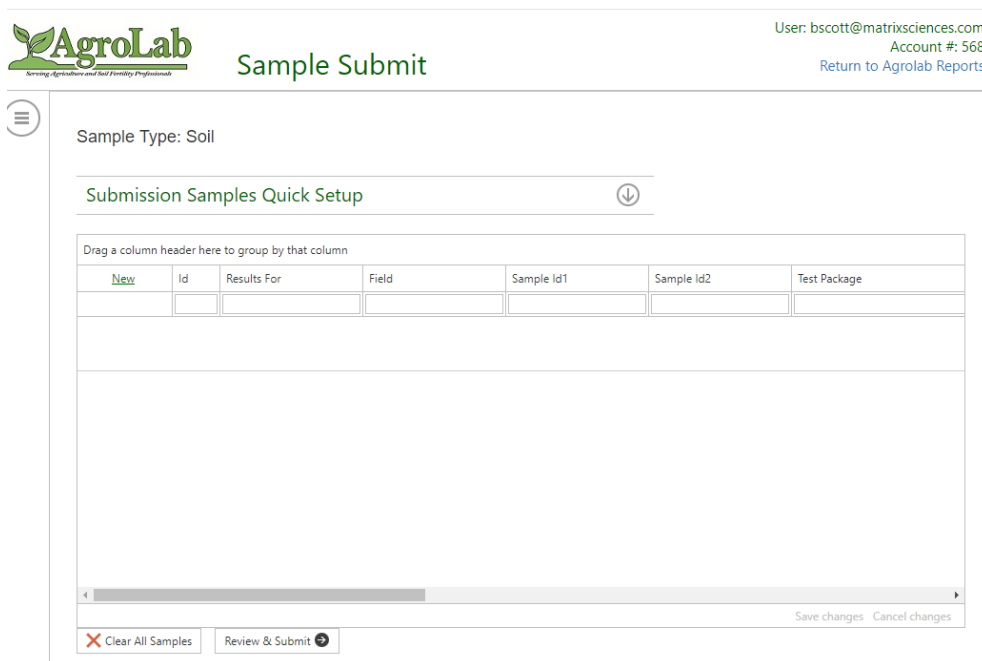 AgroLab
Serving Agriculture and Soil Fertility Professionals
Sample Submit
User: bscott@matrixsciences.com
Account #: 568
Return to Agrolab Reports
Sample Type: Soil
Submission Samples Quick Setup
Drag a column header here to group by that column
New Id Results For Field Sample Id1 Sample Id2 Test Package
Save changes Cancel changes
Clear All Samples Review & Submit